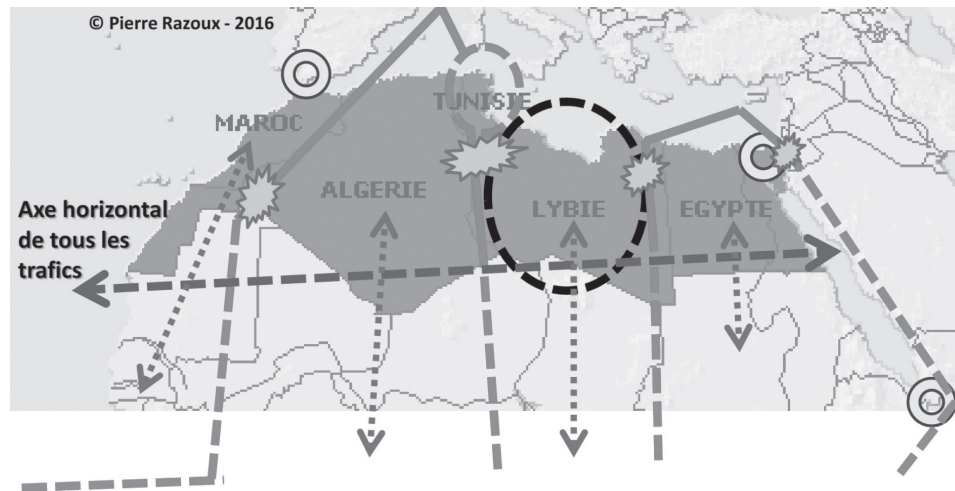 © Pierre Razoux - 2016
TUNISIE
MAROC
ALGERIE
LYBIE
EGYPTE
Axe horizontal
de tous les
trafics